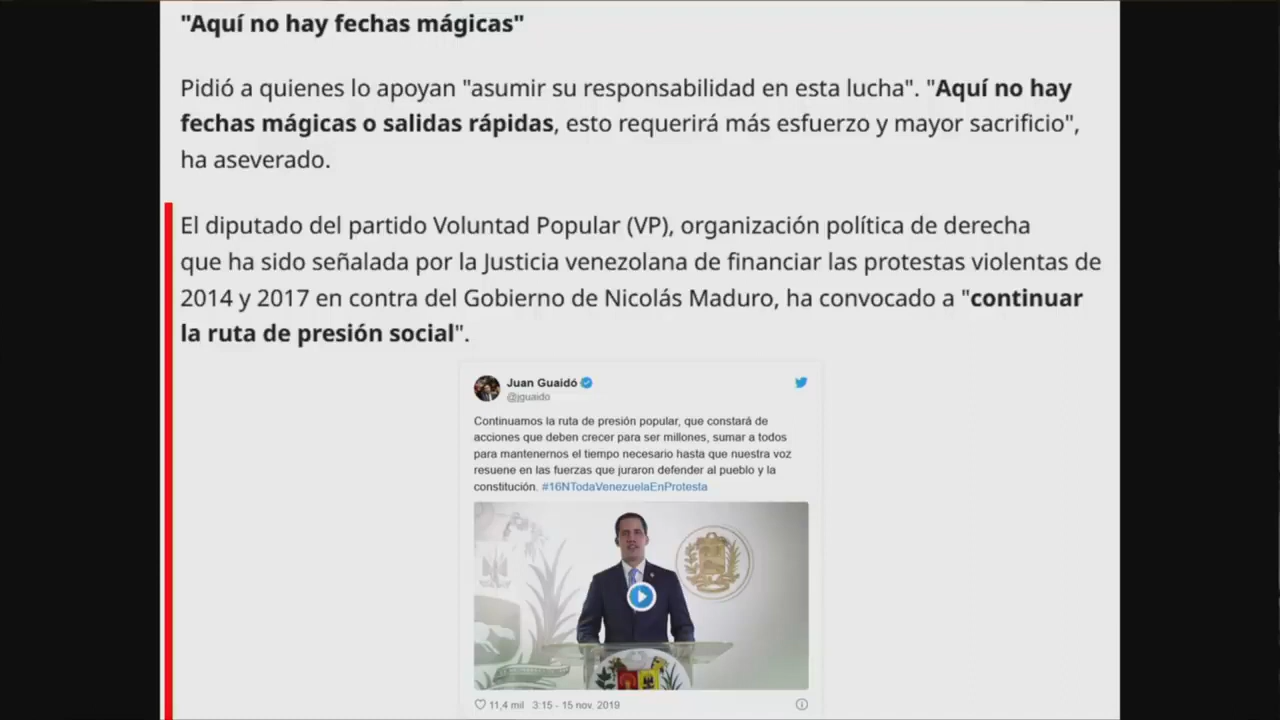 "Aquí no hay fechas mágicas"
Pidió a quienes lo apoyan "asumir su responsabilidad en esta lucha". "Aquí no hay
fechas mágicas o salidas rápidas, esto requerirá más esfuerzo y mayor sacrificio",
ha aseverado.
El diputado del partido Voluntad Popular (VP), organización política de derecha
que ha sido señalada por la Justicia venezolana de financiar las protestas violentas de
2014 y 2017 en contra del Gobierno de Nicolás Maduro, ha convocado a "continuar
la ruta de presión social".
Juan Guaidó
@jguaido
Continuamos la ruta de presión popular, que constará de
acciones que deben crecer para ser millones, sumar a todos
para mantenernos el tiempo necesario hasta que nuestra voz
resuene en las fuerzas que juraron defender al pueblo y la
constitución. #16NTodaVenezuelaEnProtesta
11,4 mil 3:15 - 15 nov. 2019